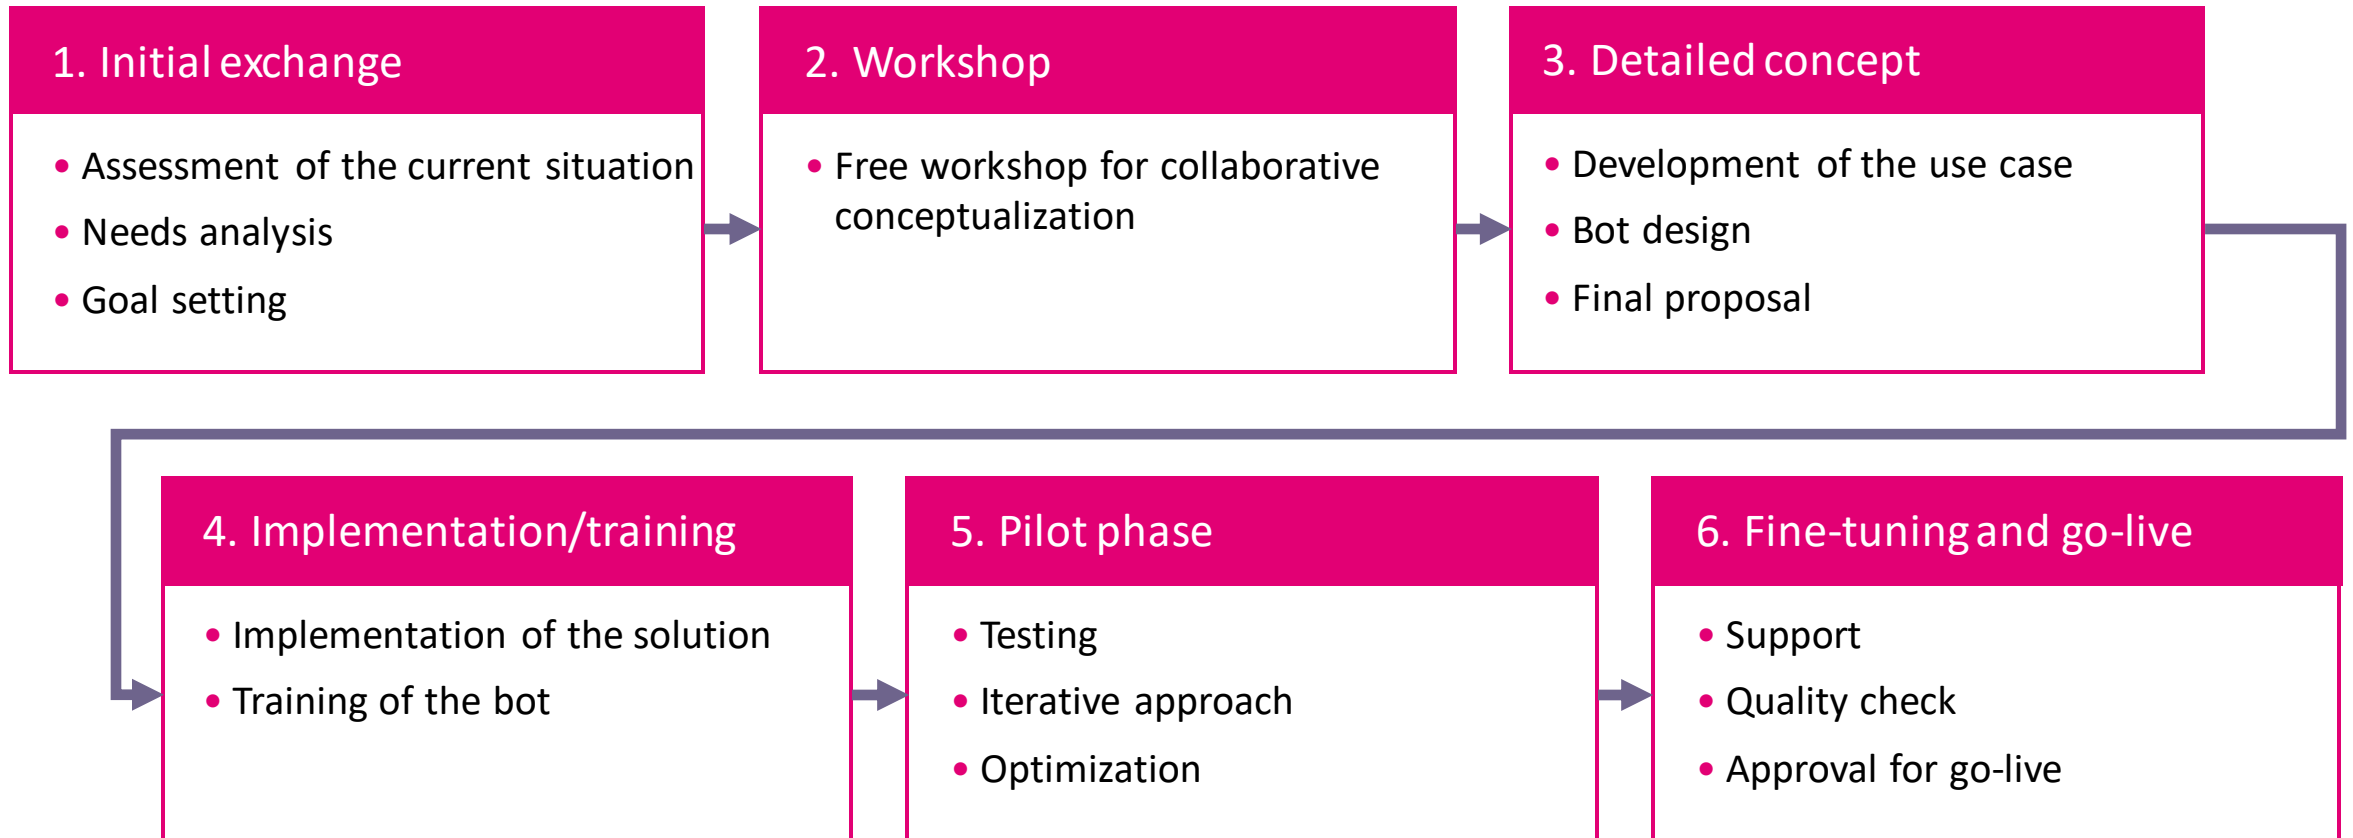 1. Initial exchange
• Assessment of the current situation
• Needs analysis
• Goal setting
2. Workshop
• Free workshop for collaborative
conceptualization
3. Detailed concept
• Development of the use case
• Bot design
• Final proposal
4. Implementation/training
• Implementation of the solution
• Training of the bot
5. Pilot phase
• Testing
• Iterative approach
• Optimization
6. Fine-tuning and go-live
• Support
• Quality check
• Approval for go-live